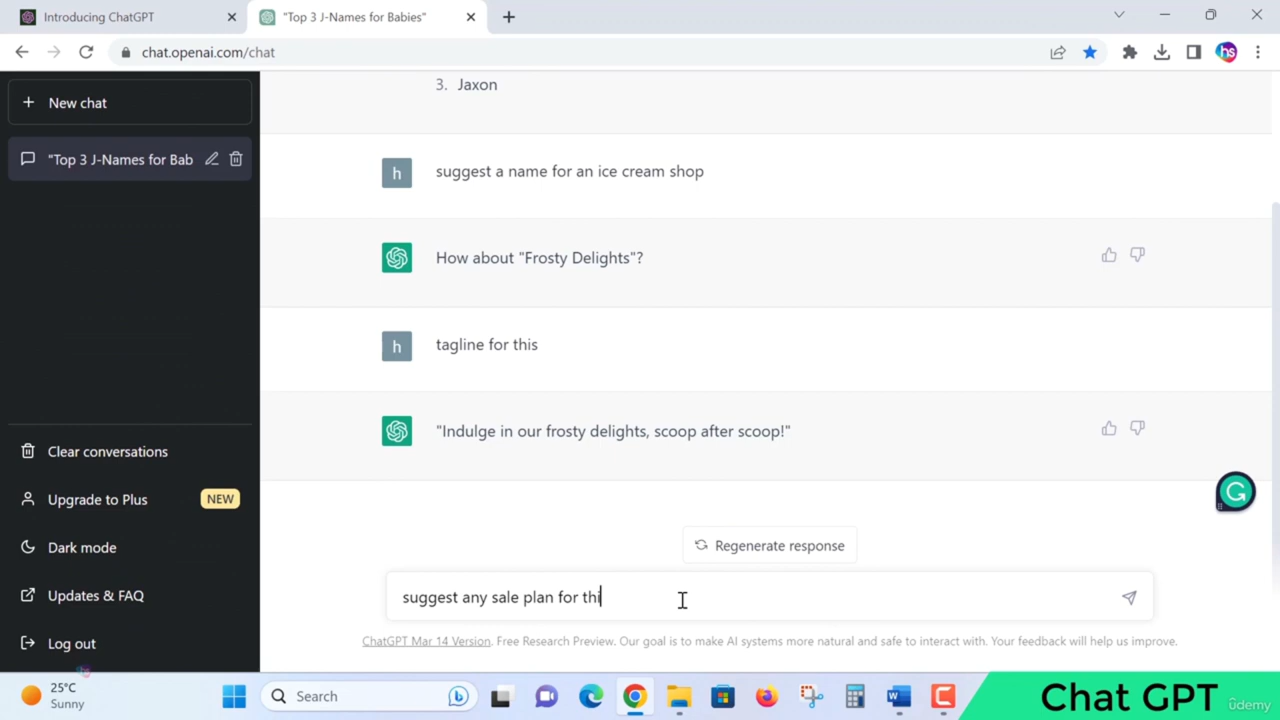 Introducing ChatGPT
"Top 3 J-Names for Babies"
chat.openai.com/chat
hs
New chat
"Top 3 J-Names for Bab
3. Jaxon
h
suggest a name for an ice cream shop
How about "Frosty Delights"?
h
tagline for this
"Indulge in our frosty delights, scoop after scoop!"
Clear conversations
Upgrade to Plus
NEW
Dark mode
Updates & FAQ
Log out
Regenerate response
suggest any sale plan for thi
ChatGPT Mar 14 Version. Free Research Preview. Our goal is to make AI systems more natural and safe to interact with. Your feedback will help us improve.
25°C
Sunny
Search
Chat GPT
ûdemy